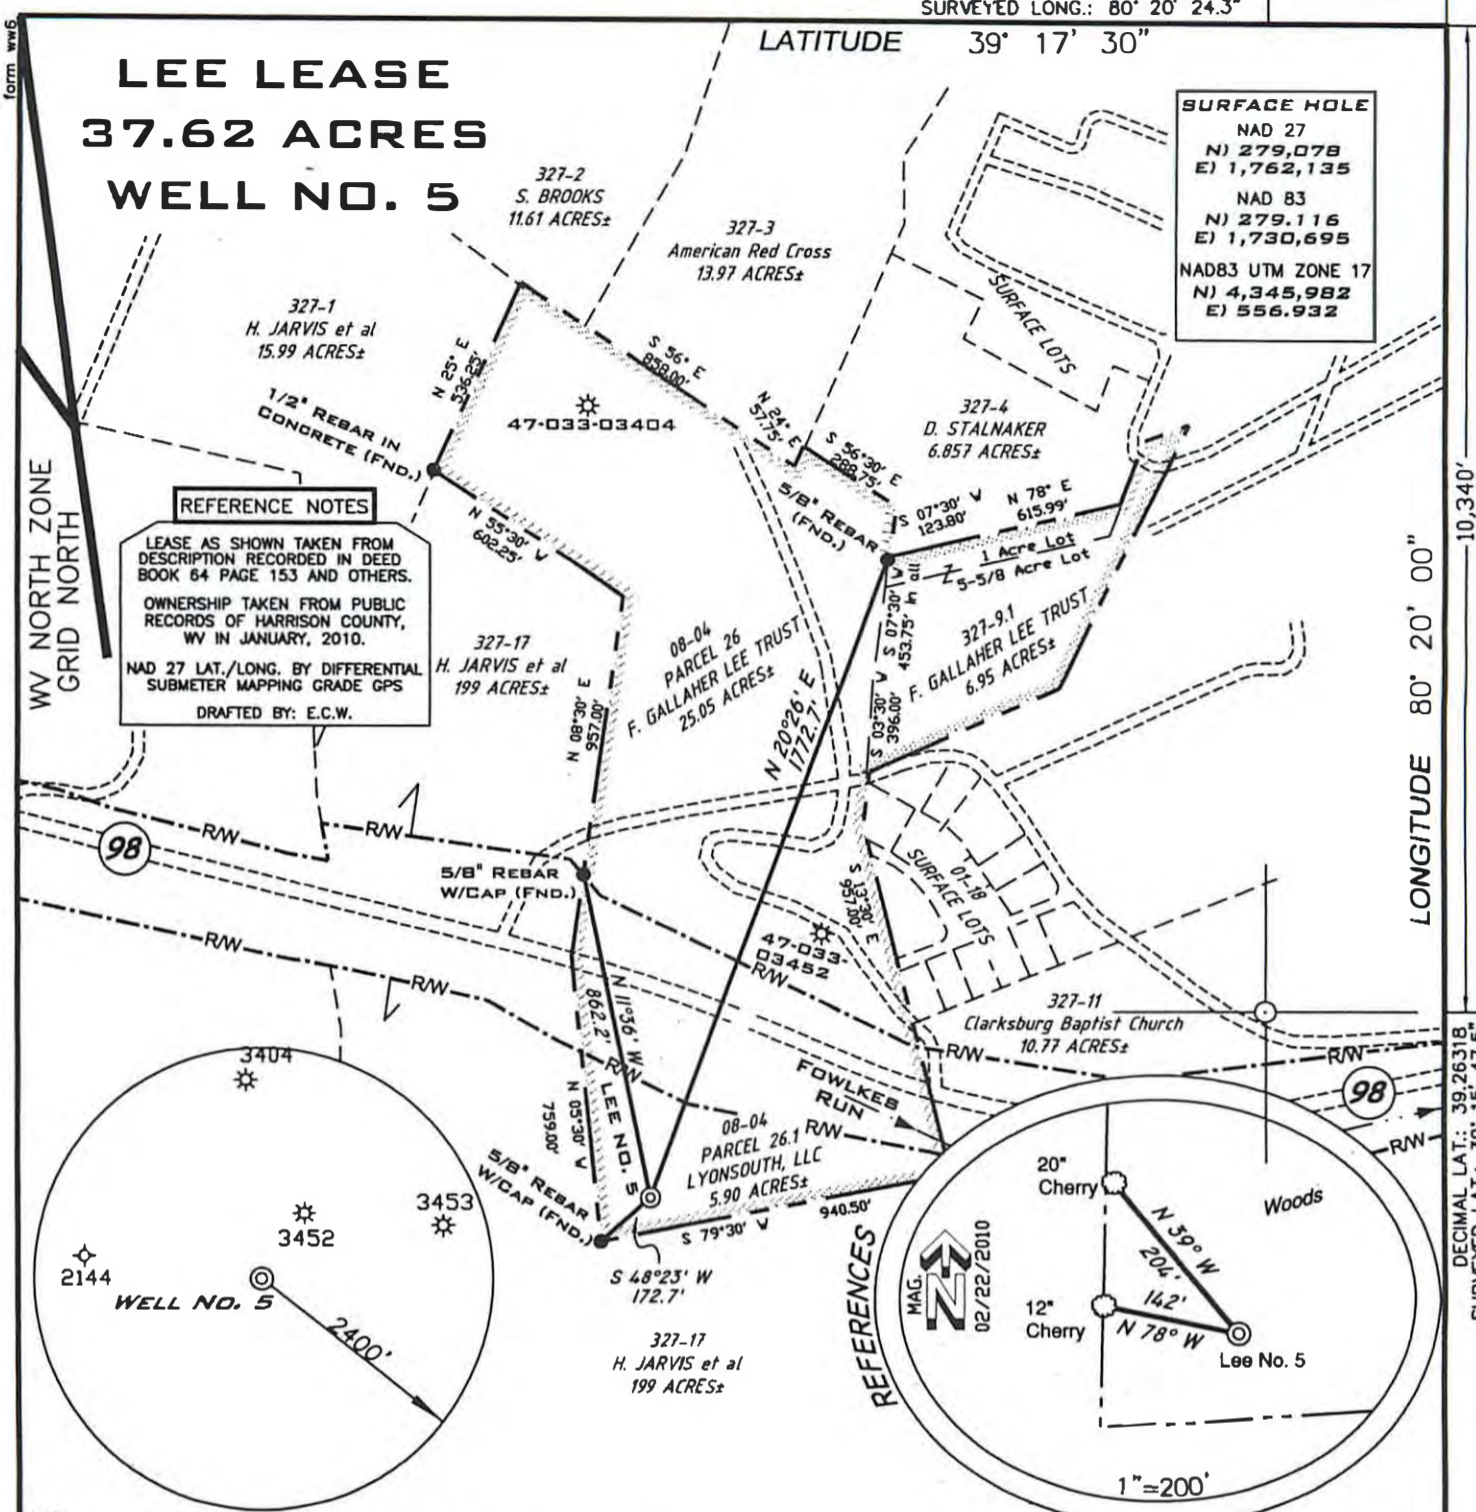 SURVEYED LONG.: 80° 20' 24.3"
form ww6
LATITUDE 39° 17' 30"
LEE LEASE
37.62 ACRES
WELL NO. 5
SURFACE HOLE
NAD 27
N) 279,078
E) 1,762,135
NAD 83
N) 279.116
E) 1,730,695
NAD83 UTM ZONE 17
N) 4,345,982
E) 556.932
327-2
S. BROOKS
11.61 ACRES±
327-3
American Red Cross
13.97 ACRES±
SURFACE LOTS
327-1
H. JARVIS et al
15.99 ACRES±
N 25° E
536.25'
S 56° E
858.00'
1/2" REBAR IN
CONCRETE (FND.)
47-033-03404
N 24° E
57.75'
S 56°30' E
288.75'
327-4
D. STALNAKER
6.857 ACRES±
5/8" REBAR
(FND.)
S 07°30' W
123.80'
N 78° E
615.99'
1 Acre Lot
5-5/8 Acre Lot
WV NORTH ZONE
GRID NORTH
REFERENCE NOTES
LEASE AS SHOWN TAKEN FROM
DESCRIPTION RECORDED IN DEED
BOOK 64 PAGE 153 AND OTHERS.
OWNERSHIP TAKEN FROM PUBLIC
RECORDS OF HARRISON COUNTY,
WV IN JANUARY, 2010.
NAD 27 LAT./LONG. BY DIFFERENTIAL
SUBMETER MAPPING GRADE GPS
DRAFTED BY: E.C.W.
N 55°30' W
602.25'
327-17
H. JARVIS et al
199 ACRES±
N 08°30' E
957.00'
08-04
PARCEL 26
F. GALLAHER LEE TRUST
25.05 ACRES±
N 20°26' E
1772.7'
S 07°30' W
453.75' in all
S 03°30' W
396.00'
327-9.1
F. GALLAHER LEE TRUST
6.95 ACRES±
LONGITUDE 80° 20' 00"
10,340'
98
R/W
R/W
5/8" REBAR
W/CAP (FND.)
R/W
R/W
47-033-
03452
R/W
S 13°30' E
957.00'
01-18
SURFACE LOTS
327-11
Clarksburg Baptist Church
10.77 ACRES±
N 11°36' W
862.2'
R/W
LEE NO. 5
N 05°30' W
759.00'
5/8" REBAR
W/CAP (FND.)
FOWLKES
RUN
R/W
R/W
R/W
98
R/W
08-04
PARCEL 26.1
LYONSOUTH, LLC
5.90 ACRES±
S 79°30' W
940.50'
S 48°23' W
172.7'
327-17
H. JARVIS et al
199 ACRES±
3404
3452
3453
2144
WELL NO. 5
2400'
REFERENCES
MAG.
N
02/22/2010
20"
Cherry
12"
Cherry
Woods
N 39° W
204'
142'
N 78° W
Lee No. 5
1"=200'
DECIMAL LAT.: 39.26318